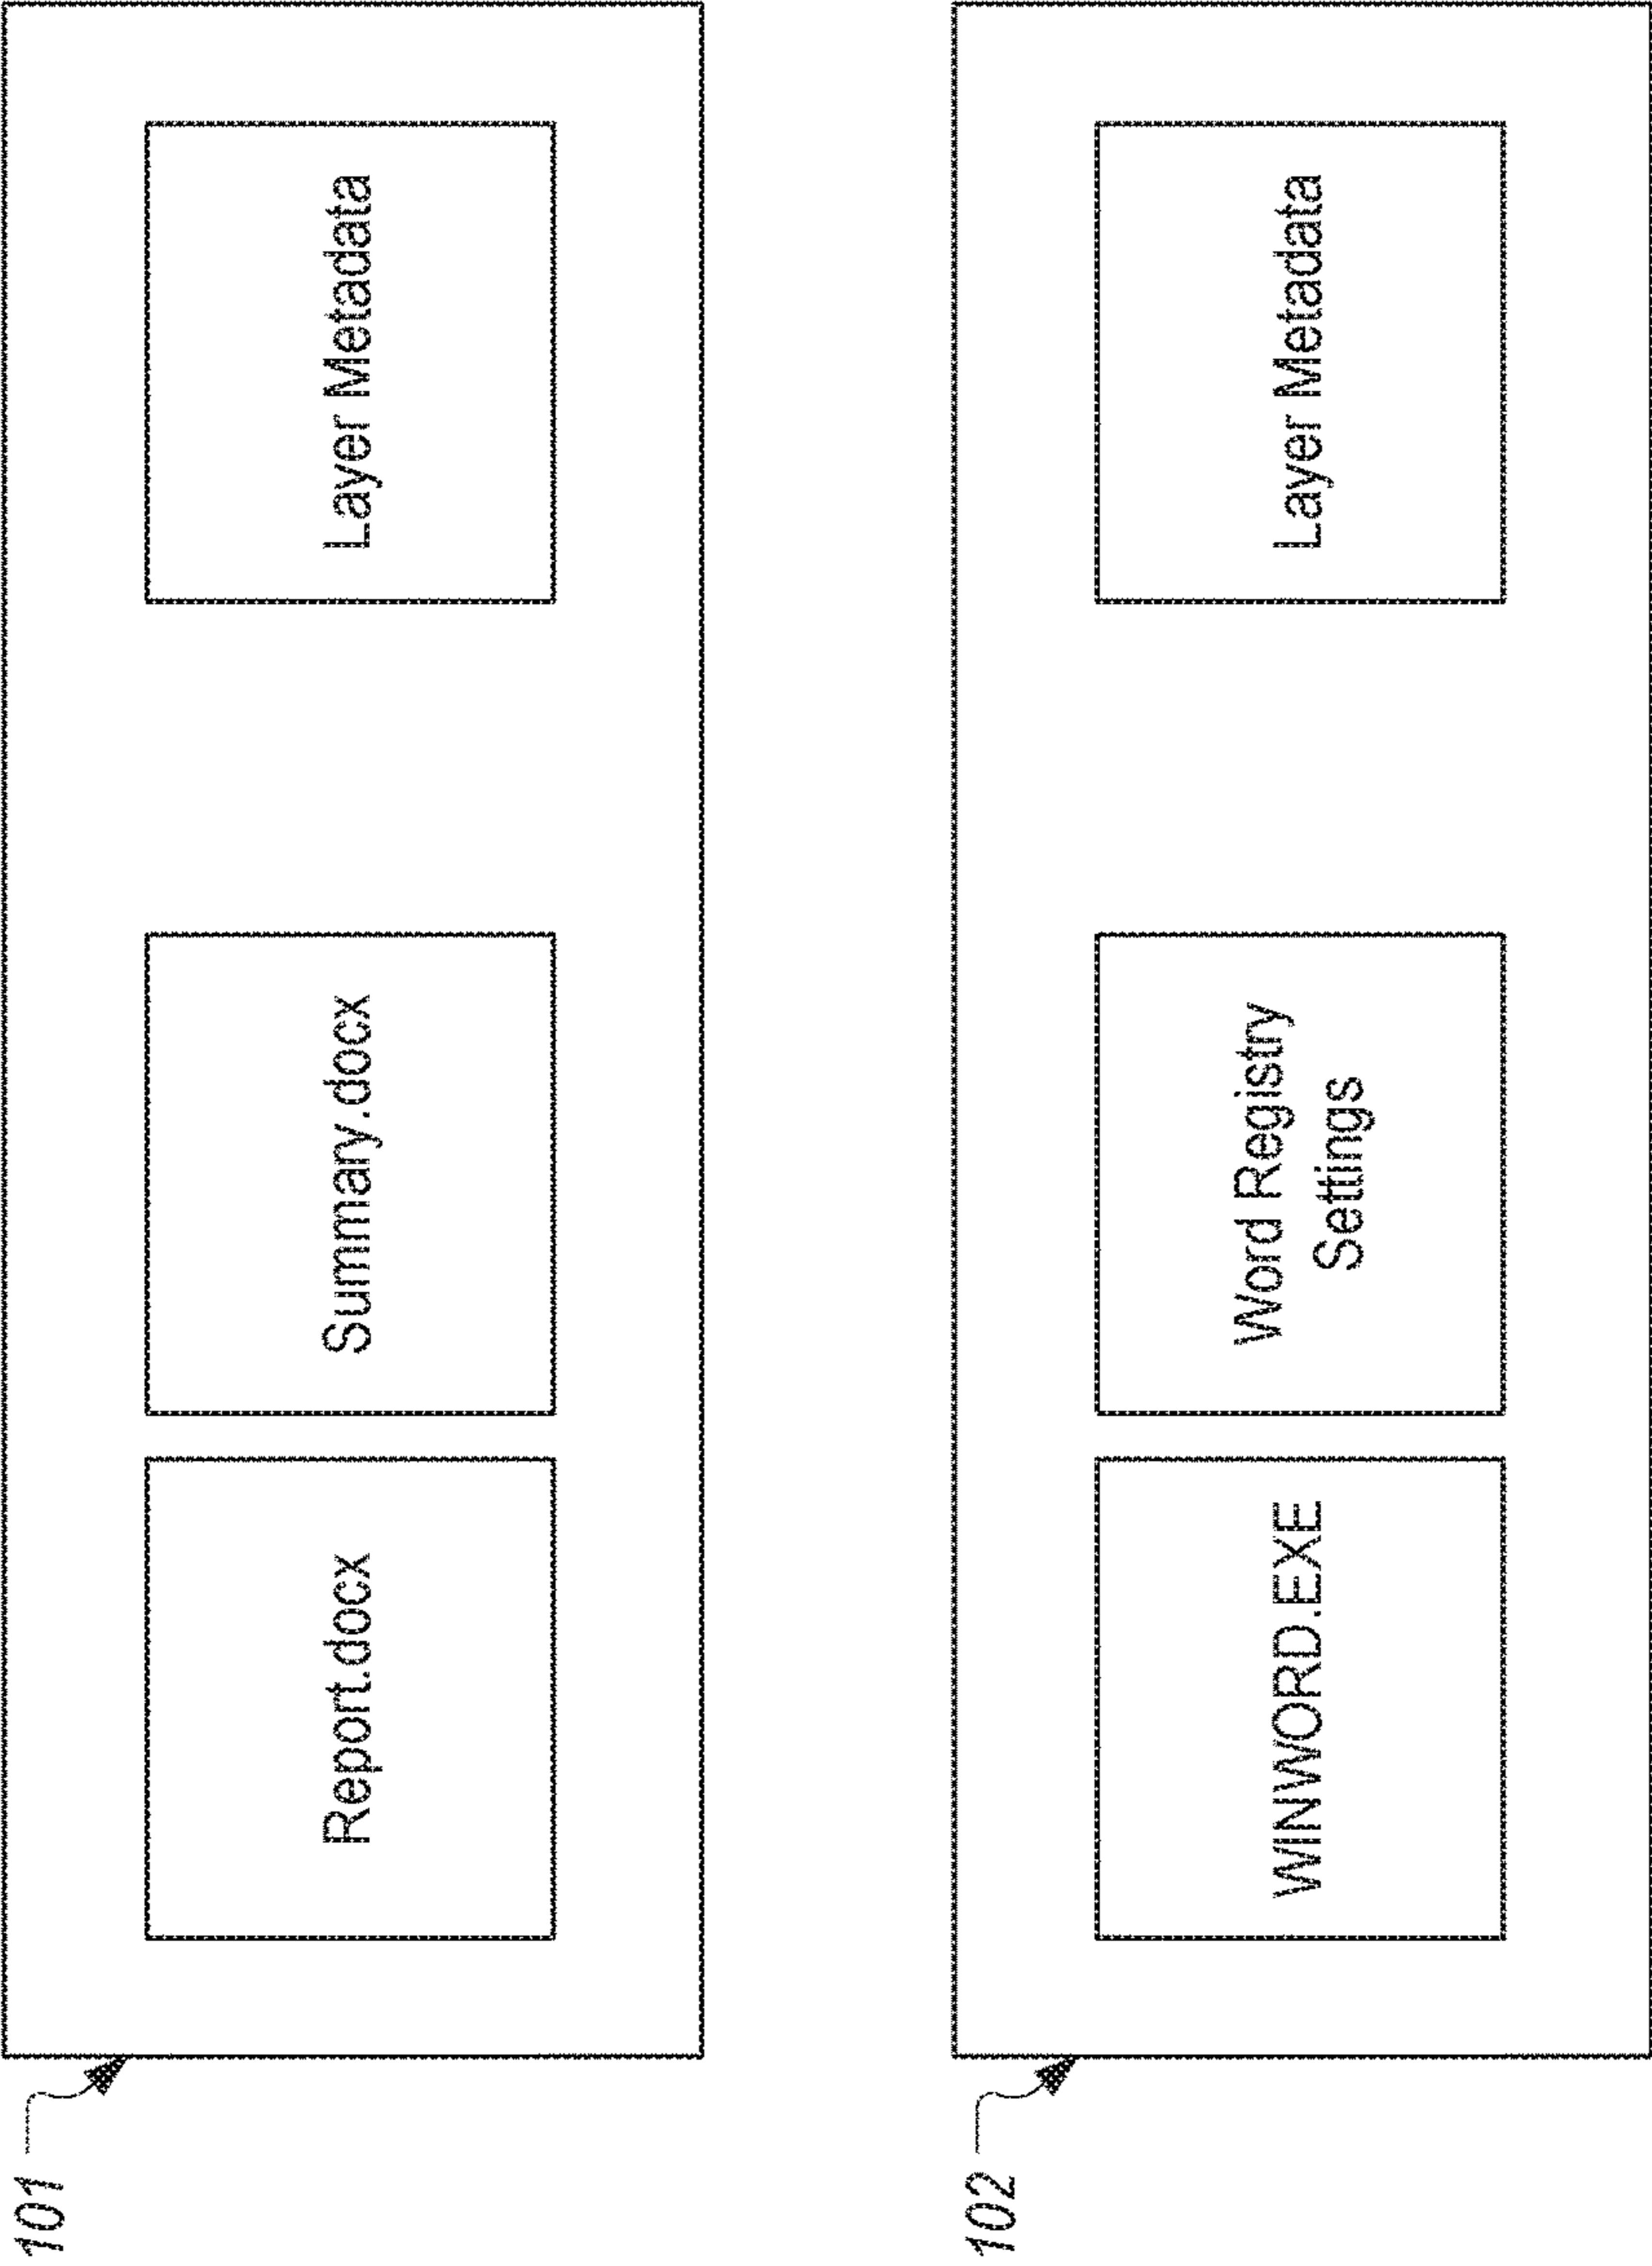 101
Report.docx
Summary.docx
Layer Metadata
102
WINWORD.EXE
Word Registry
Settings
Layer Metadata